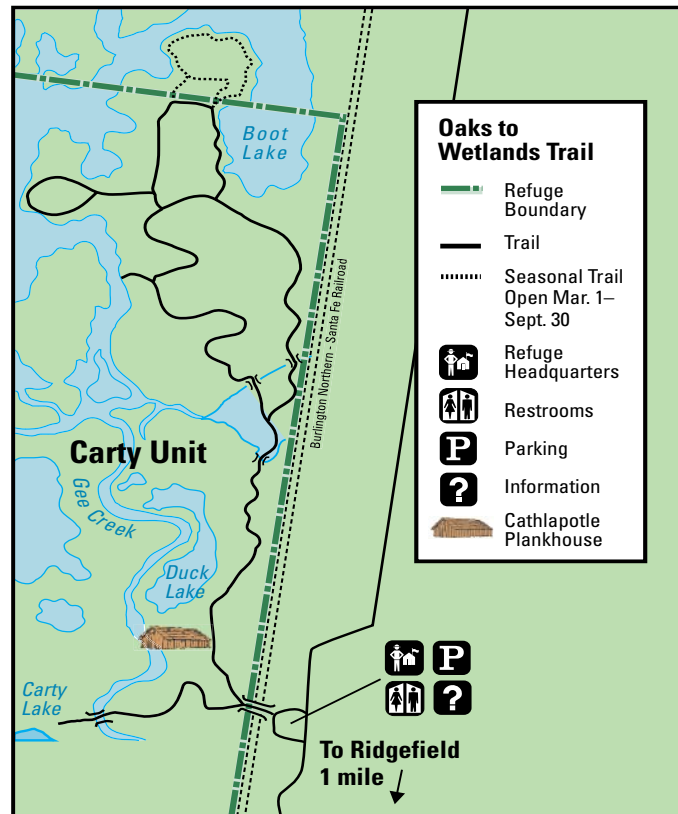 Boot
Lake
Oaks to
Wetlands Trail
Refuge
Boundary
Trail
Seasonal Trail
Open Mar. 1–
Sept. 30
Refuge
Headquarters
Restrooms
P
Parking
?
Information
Cathlapotle
Plankhouse
Burlington Northern - Santa Fe Railroad
Carty Unit
Gee Creek
Duck
Lake
Carty
Lake
P
?
To Ridgefield
1 mile